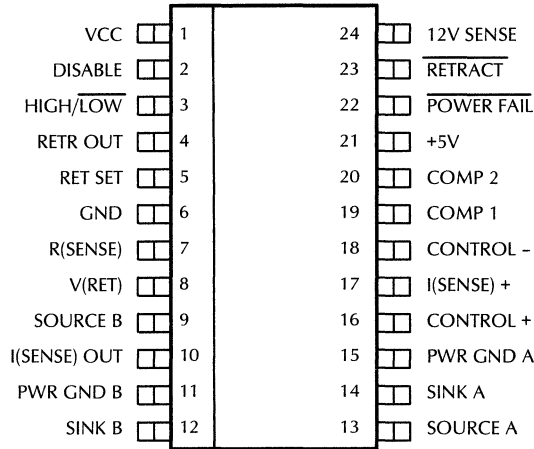 VCC 1 24 12V SENSE
DISABLE 2 23 RETRACT
HIGH/LOW 3 22 POWER FAIL
RETR OUT 4 21 +5V
RET SET 5 20 COMP 2
GND 6 19 COMP 1
R(SENSE) 7 18 CONTROL –
V(RET) 8 17 I(SENSE) +
SOURCE B 9 16 CONTROL +
I(SENSE) OUT 10 15 PWR GND A
PWR GND B 11 14 SINK A
SINK B 12 13 SOURCE A